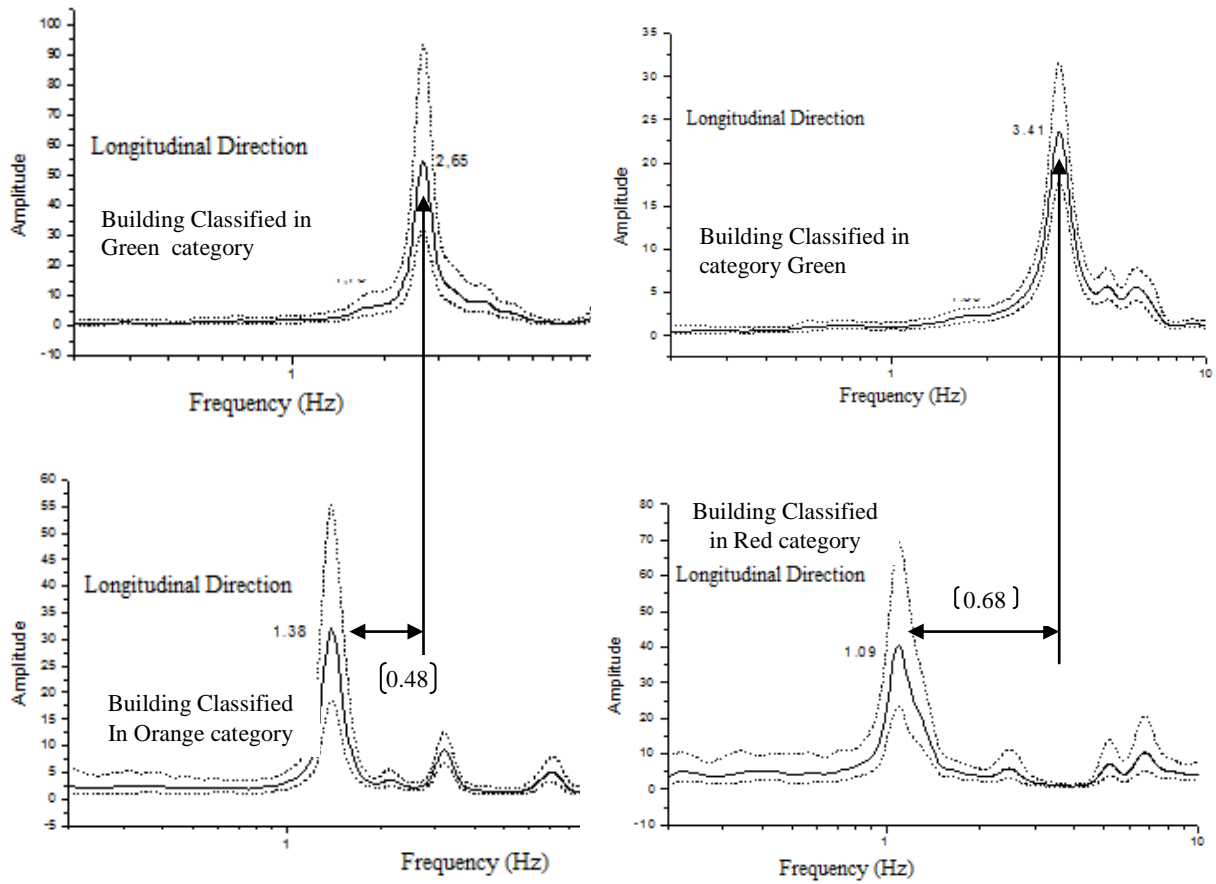 105
100
90
80
70
60
50
40
30
20
10
0
-10
Amplitude
Longitudinal Direction
2,65
Building Classified in
Green category
1
Frequency (Hz)
35
30
25
20
15
10
5
0
Amplitude
Longitudinal Direction
3.41
Building Classified in
category Green
1
10
Frequency (Hz)
60
55
50
45
40
35
30
25
20
15
10
5
0
-5
Amplitude
Longitudinal Direction
1.38
(0.48)
Building Classified
In Orange category
1
Frequency (Hz)
80
70
60
50
40
30
20
10
0
-10
Amplitude
Building Classified
in Red category
Longitudinal Direction
(0.68)
1.09
1
10
Frequency (Hz)